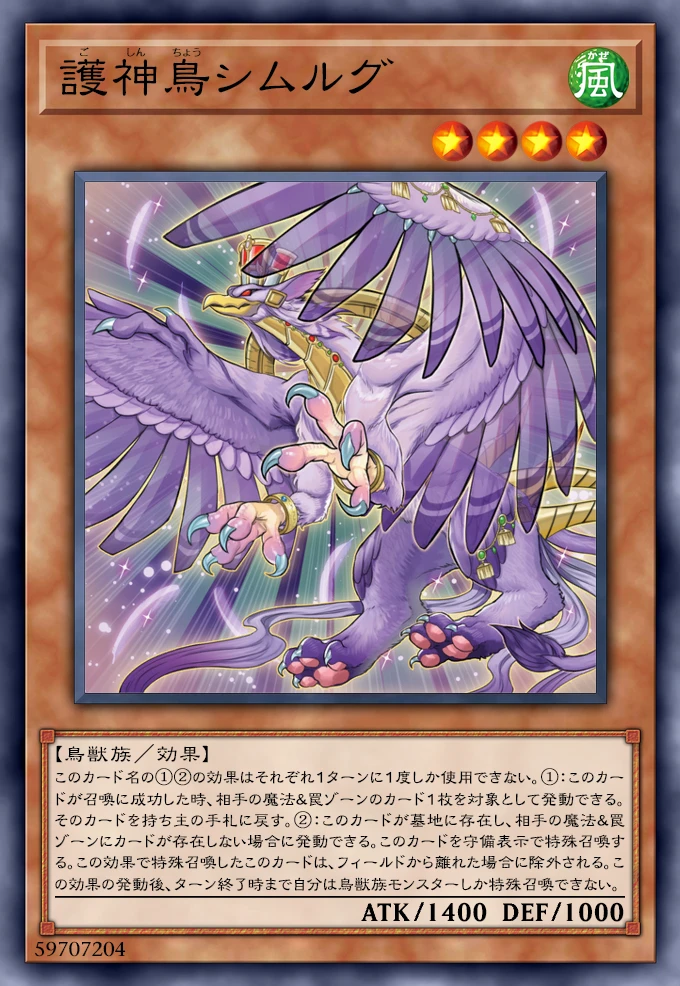 ご しん ちょう
護神鳥シムルグ
かぜ
風
【鳥獣族／効果】
このカード名の①②の効果はそれぞれ1ターンに1度しか使用できない。①：このカー
ドが召喚に成功した時、相手の魔法&罠ゾーンのカード1枚を対象として発動できる。
そのカードを持ち主の手札に戻す。②：このカードが墓地に存在し、相手の魔法&罠
ゾーンにカードが存在しない場合に発動できる。このカードを守備表示で特殊召喚す
る。この効果で特殊召喚したこのカードは、フィールドから離れた場合に除外される。こ
の効果の発動後、ターン終了時まで自分は鳥獣族モンスターしか特殊召喚できない。
ATK/1400 DEF/1000
59707204